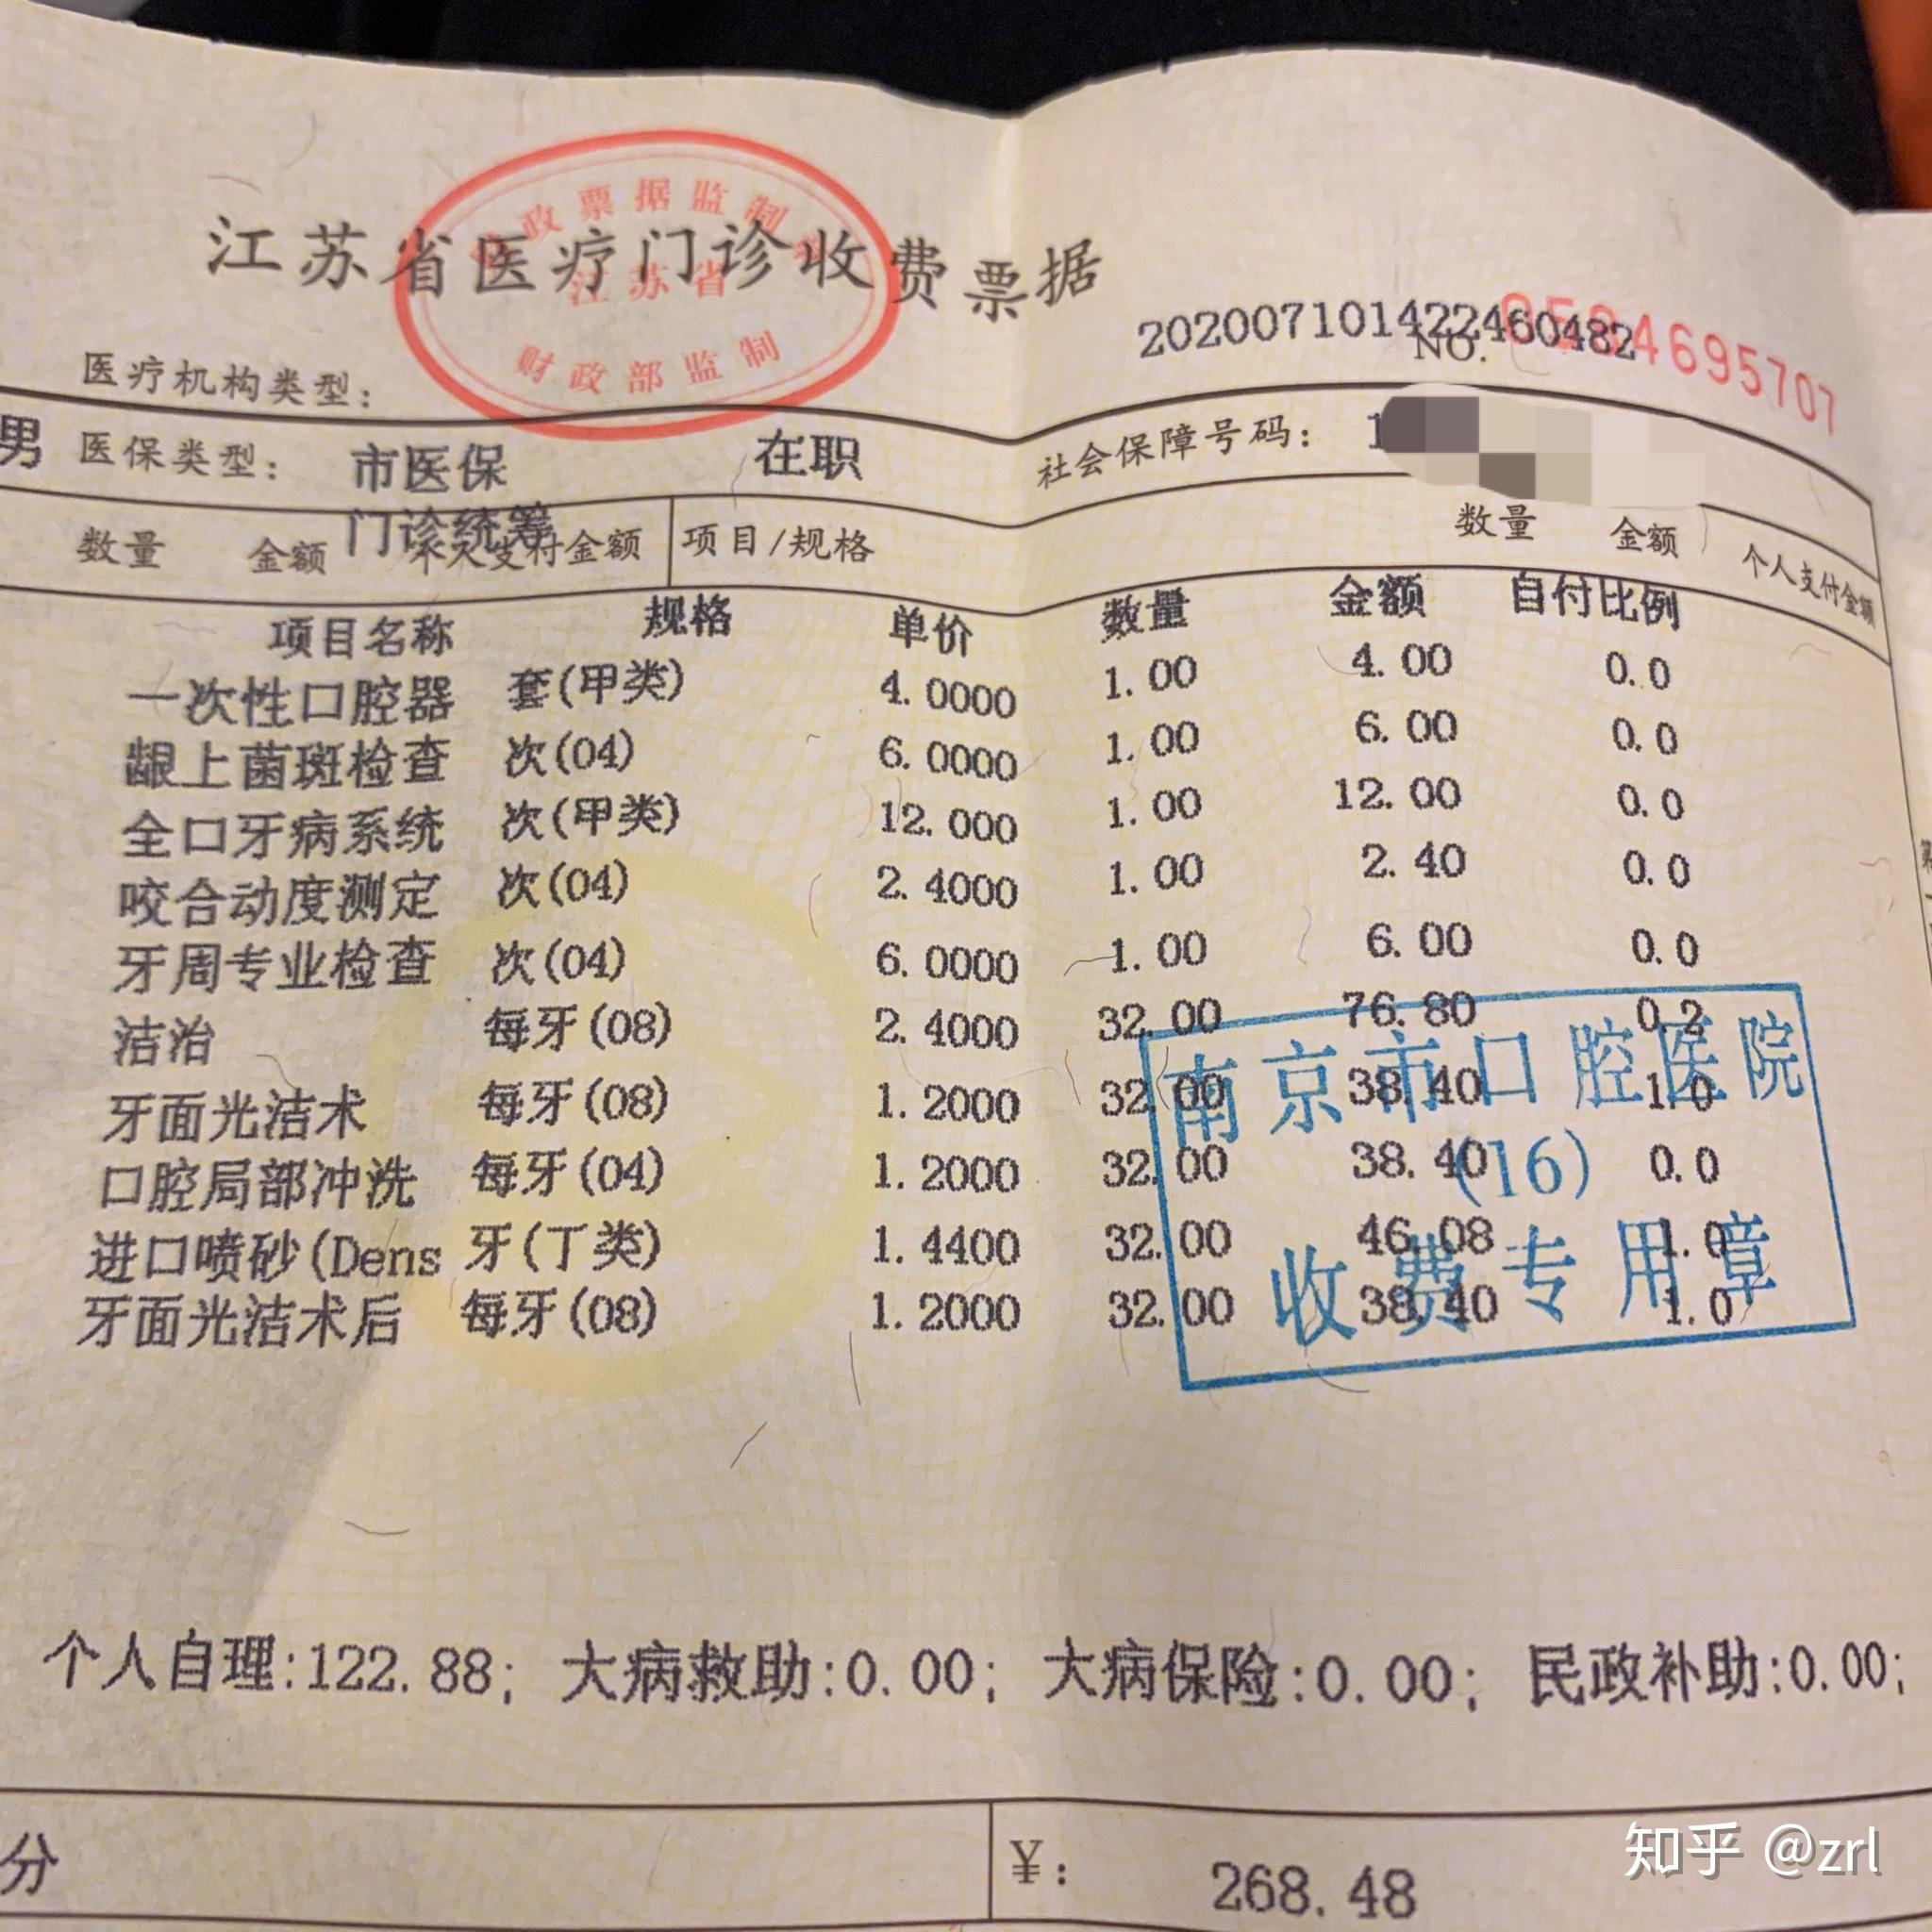 江苏省医疗门诊收费票据
财政票据监制
江苏省
财政部监制
2020071014222460482
NO. 4695707
医疗机构类型:
男 医保类型: 市医保 在职 社会保障号码: 1
门诊统筹
数量 金额 个人支付金额 项目/规格 数量 金额 个人支付金额
项目名称 规格 单价 数量 金额 自付比例
一次性口腔器 套(甲类) 4.0000 1.00 4.00 0.0
龈上菌斑检查 次(04) 6.0000 1.00 6.00 0.0
全口牙病系统 次(甲类) 12.000 1.00 12.00 0.0
咬合动度测定 次(04) 2.4000 1.00 2.40 0.0
牙周专业检查 次(04) 6.0000 1.00 6.00 0.0
洁治 每牙(08) 2.4000 32.00 76.80 0.2
牙面光洁术 每牙(08) 1.2000 32.00 38.40 1.0
口腔局部冲洗 每牙(04) 1.2000 32.00 38.40 0.0
进口喷砂(Dens 牙(丁类) 1.4400 32.00 46.08 1.0
牙面光洁术后 每牙(08) 1.2000 32.00 38.40 1.0
南京市口腔医院
(16)
收费专用章
个人自理:122.88; 大病救助:0.00; 大病保险:0.00; 民政补助:0.00;
分 ¥: 268.48
知乎 @zrl